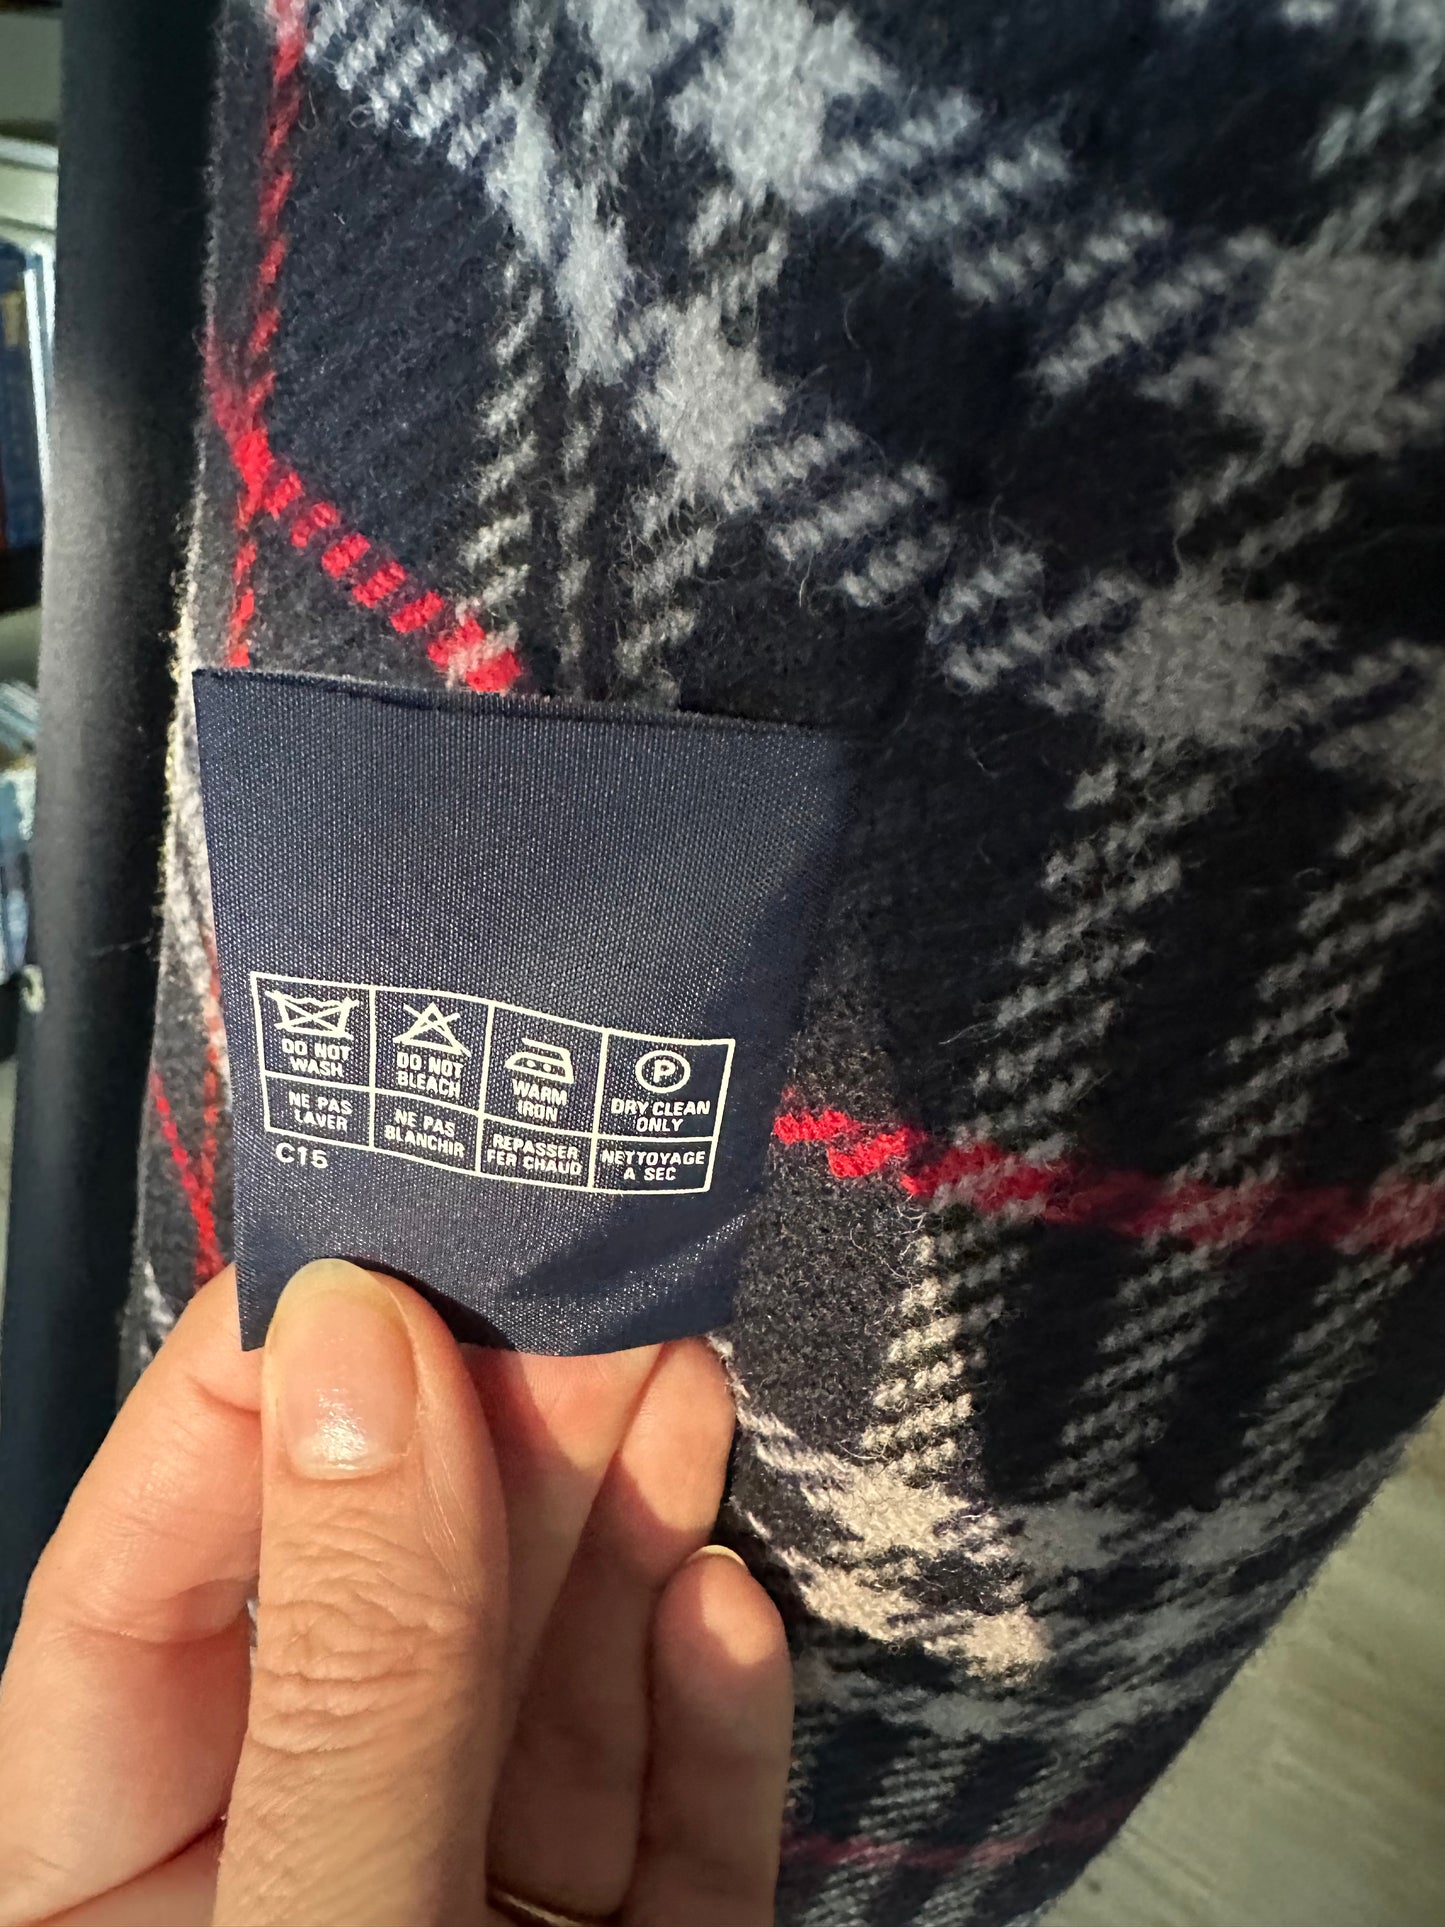 DO NOT
WASH
DO NOT
BLEACH
WARM
IRON
P
DRY CLEAN
ONLY
NE PAS
LAVER
NE PAS
BLANCHIR
REPASSER
FER CHAUD
NETTOYAGE
A SEC
C15